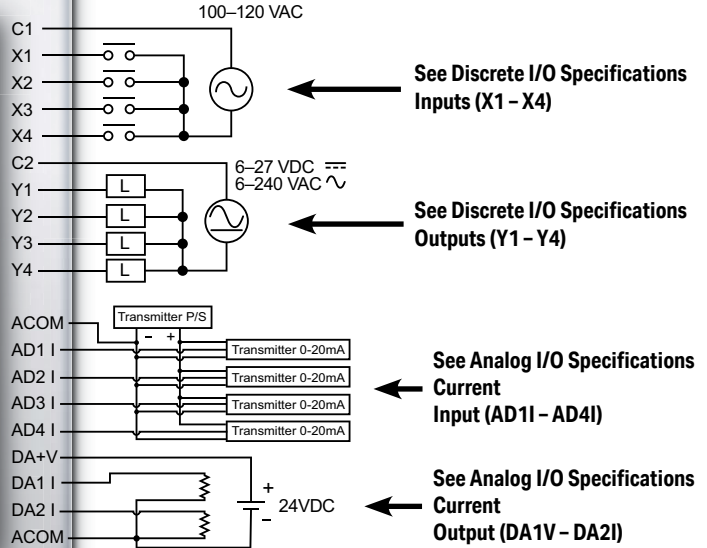 100–120 VAC
C1
X1
X2
X3
X4
See Discrete I/O Specifications
Inputs (X1 – X4)
C2
6–27 VDC
6–240 VAC
Y1
L
Y2
L
Y3
L
Y4
L
See Discrete I/O Specifications
Outputs (Y1 – Y4)
Transmitter P/S
ACOM
– +
AD1 I
Transmitter 0-20mA
AD2 I
Transmitter 0-20mA
AD3 I
Transmitter 0-20mA
AD4 I
Transmitter 0-20mA
See Analog I/O Specifications
Current
Input (AD1I – AD4I)
DA+V
DA1 I
DA2 I
ACOM
+
24VDC
–
See Analog I/O Specifications
Current
Output (DA1V – DA2I)